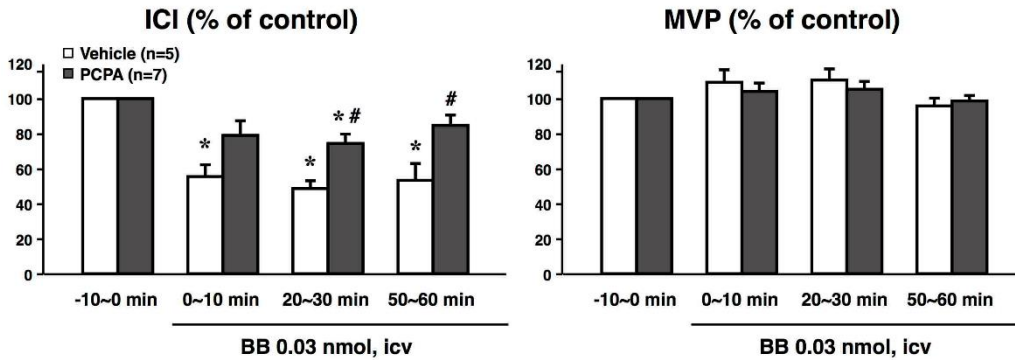 ICI (% of control)
Vehicle (n=5)
PCPA (n=7)
120
100
80
60
40
20
0
*
*
* #
*
#
-10~0 min 0~10 min 20~30 min 50~60 min
BB 0.03 nmol, icv
MVP (% of control)
120
100
80
60
40
20
0
-10~0 min 0~10 min 20~30 min 50~60 min
BB 0.03 nmol, icv